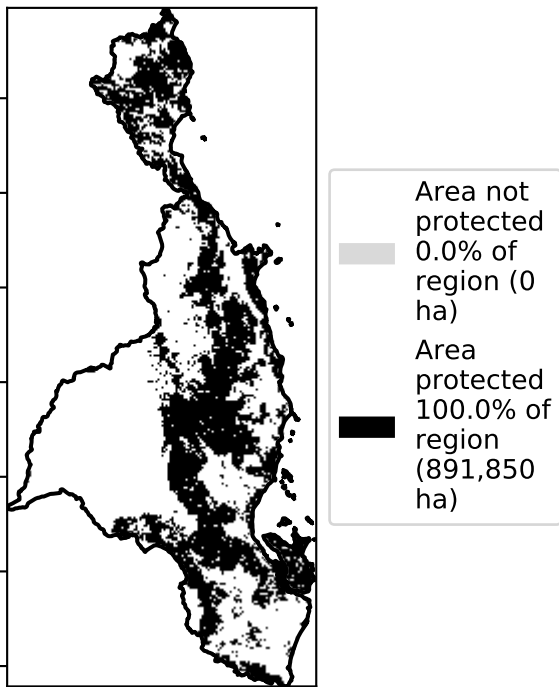 Area not
protected
0.0% of
region (0
ha)
Area
protected
100.0% of
region
(891,850
ha)